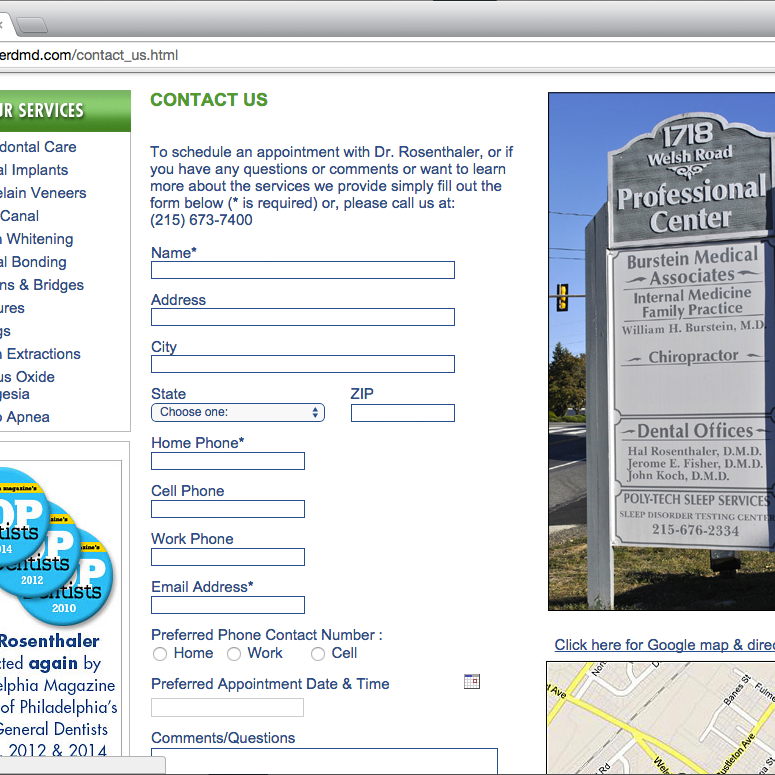 erdmd.com/contact_us.html
UR SERVICES
dontal Care
al Implants
elain Veneers
Canal
n Whitening
al Bonding
ns & Bridges
ures
gs
n Extractions
us Oxide
gesia
o Apnea
magazine's
OP
ntists
2014
OP
entists
2012
TOP
Dentists
2010
Rosenthaler
cted again by
elphia Magazine
of Philadelphia's
General Dentists
, 2012 & 2014
CONTACT US
To schedule an appointment with Dr. Rosenthaler, or if
you have any questions or comments or want to learn
more about the services we provide simply fill out the
form below (* is required) or, please call us at:
(215) 673-7400
Name*
Address
City
State
ZIP
Choose one:
Home Phone*
Cell Phone
Work Phone
Email Address*
Preferred Phone Contact Number :
Home Work Cell
Preferred Appointment Date & Time
Comments/Questions
1718
Welsh Road
Professional
Center
Burstein Medical
Associates
Internal Medicine
Family Practice
William H. Burstein, M.D.
Chiropractor
Dental Offices
Hal Rosenthaler, D.M.D.
Jerome E. Fisher, D.M.D.
John Koch, D.M.D.
POLY-TECH SLEEP SERVICES
SLEEP DISORDER TESTING CENTER
215-676-2334
Click here for Google map & direc
Banes St
Fulme
t Ave
Bustleton Ave
Wels
Rd